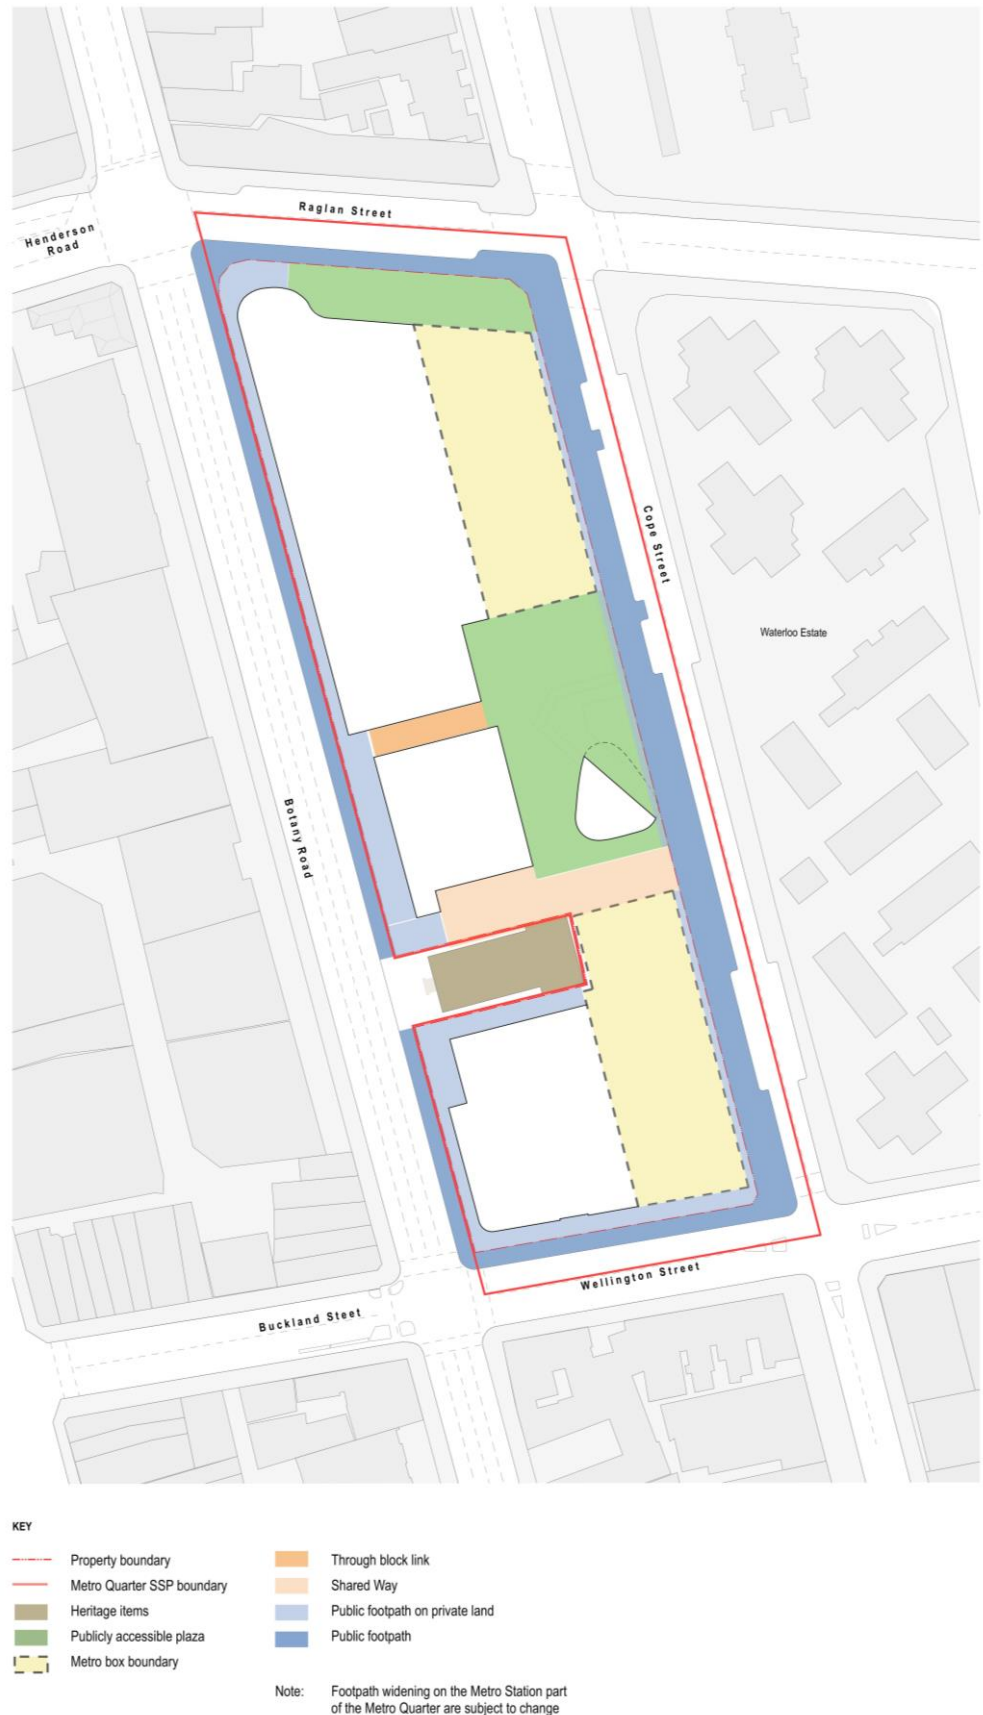 Raglan Street
Henderson
Road
Cope Street
Waterloo Estate
Botany Road
Wellington Street
Buckland Steet
KEY
Property boundary
Metro Quarter SSP boundary
Heritage items
Publicly accessible plaza
Metro box boundary
Through block link
Shared Way
Public footpath on private land
Public footpath
Note: Footpath widening on the Metro Station part
of the Metro Quarter are subject to change